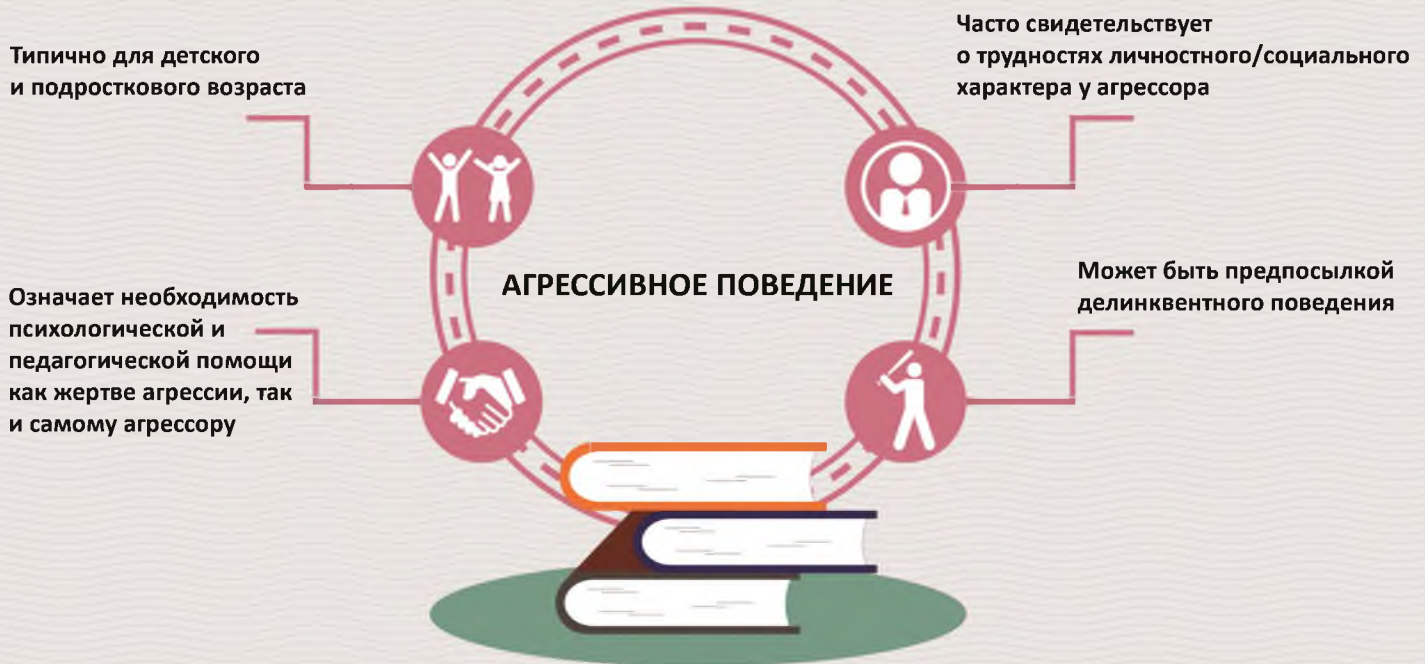 Типично для детского
и подросткового возраста
Часто свидетельствует
о трудностях личностного/социального
характера у агрессора
АГРЕССИВНОЕ ПОВЕДЕНИЕ
Означает необходимость
психологической и
педагогической помощи
как жертве агрессии, так
и самому агрессору
Может быть предпосылкой
делинквентного поведения